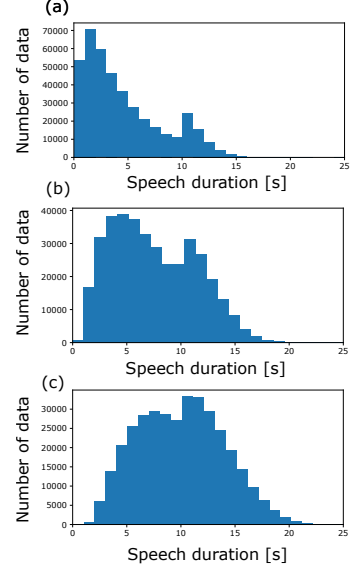 (a)
Number of data
70000
60000
50000
40000
30000
20000
10000
0
0 5 10 15 20 25
Speech duration [s]
(b)
Number of data
40000
30000
20000
10000
0
0 5 10 15 20 25
Speech duration [s]
(c)
Number of data
30000
25000
20000
15000
10000
5000
0
0 5 10 15 20 25
Speech duration [s]